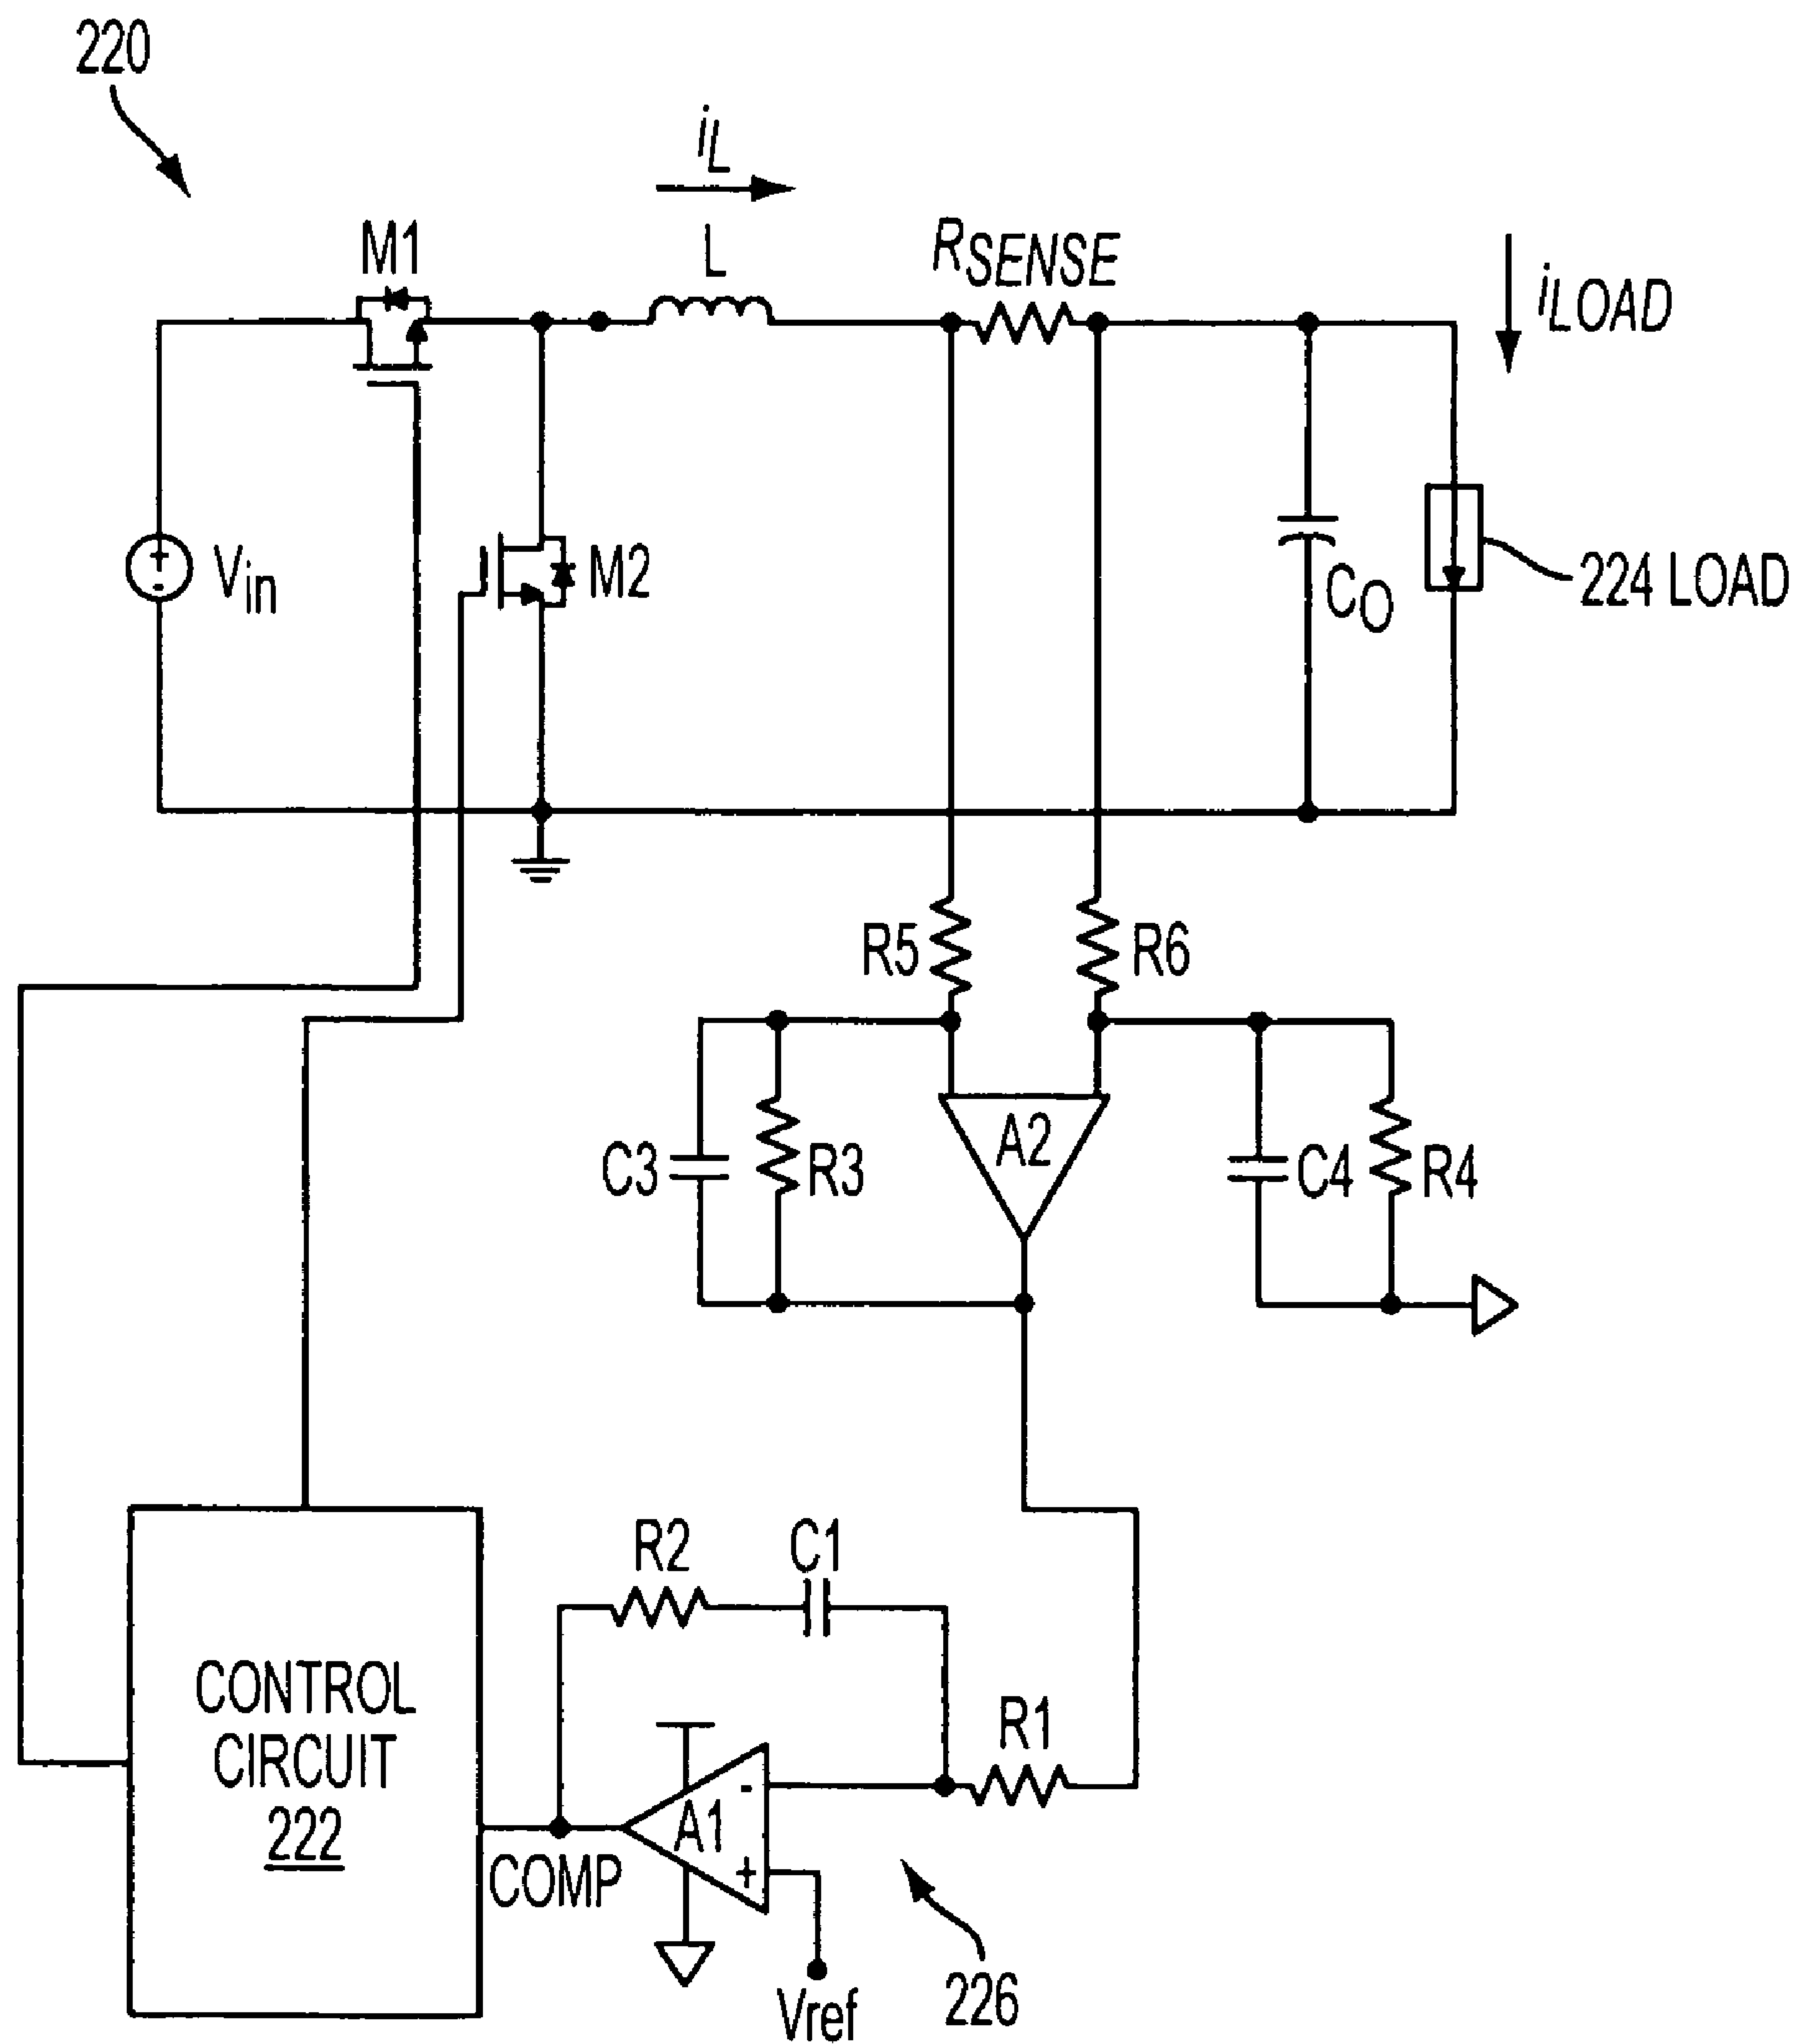 220
iL
M1
L
RSENSE
iLOAD
+
-
Vin
M2
CO
224 LOAD
R5
R6
A2
C3
R3
C4
R4
R2
C1
CONTROL
CIRCUIT
222
R1
-
A1
+
COMP
Vref
226